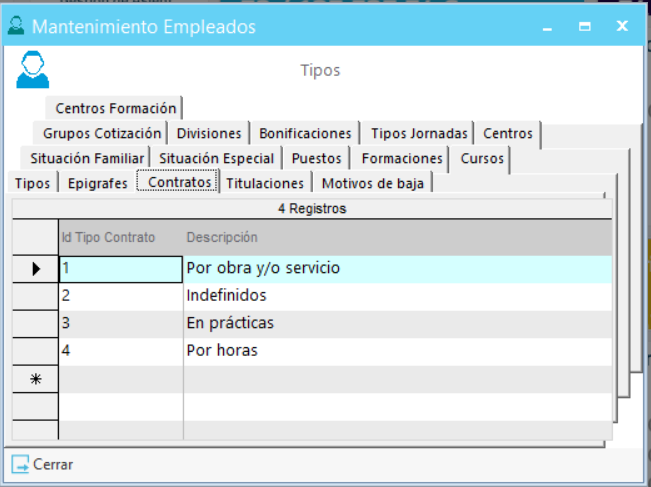 Mantenimiento Empleados
Tipos
Centros Formación
Grupos Cotización Divisiones Bonificaciones Tipos Jornadas Centros
Situación Familiar Situación Especial Puestos Formaciones Cursos
Tipos Epigrafes Contratos Titulaciones Motivos de baja
4 Registros
Id Tipo Contrato Descripción
1 Por obra y/o servicio
2 Indefinidos
3 En prácticas
4 Por horas
Cerrar